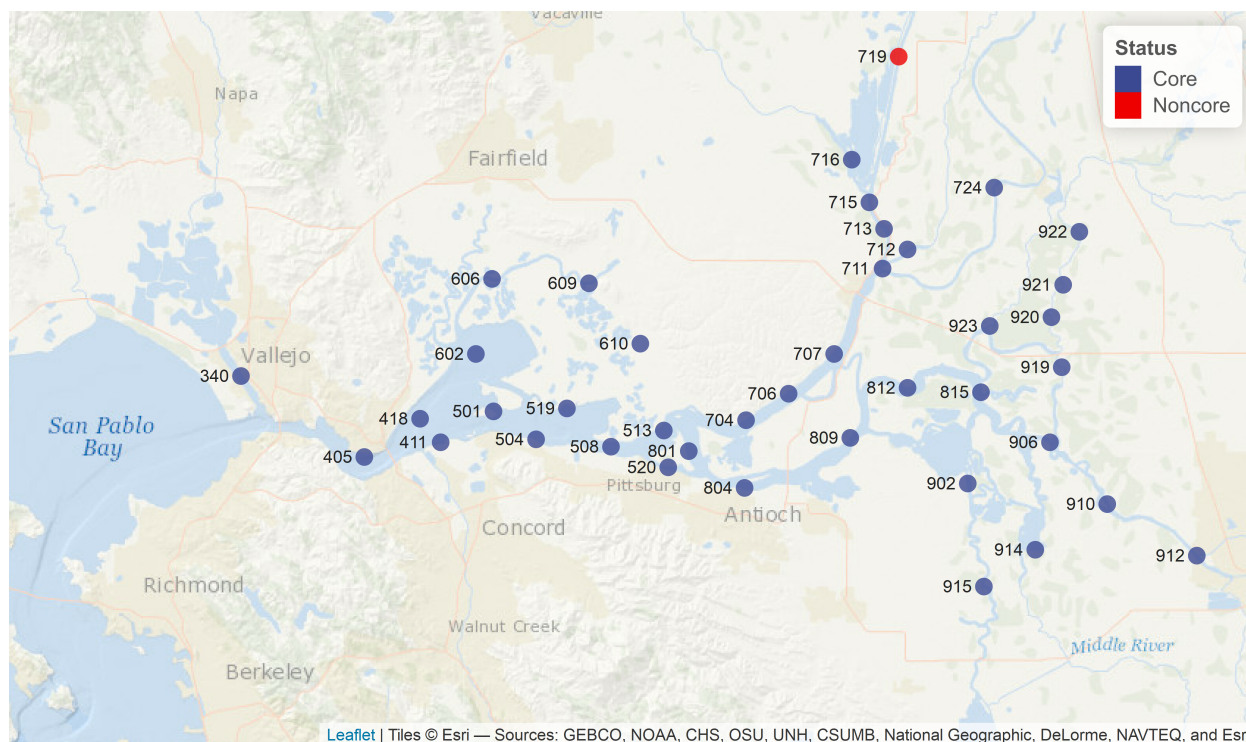 Vacaville
719
Status
Core
Noncore
Napa
Fairfield
716
724
715
713
922
712
711
606
609
921
920
923
610
602
707
Vallejo
919
340
706
812
815
519
501
418
704
San Pablo
Bay
513
809
411
504
508
801
906
405
520
Pittsburg
902
804
910
Antioch
Concord
914
912
Richmond
915
Walnut Creek
Middle River
Berkeley
Leaflet | Tiles © Esri — Sources: GEBCO, NOAA, CHS, OSU, UNH, CSUMB, National Geographic, DeLorme, NAVTEQ, and Esri